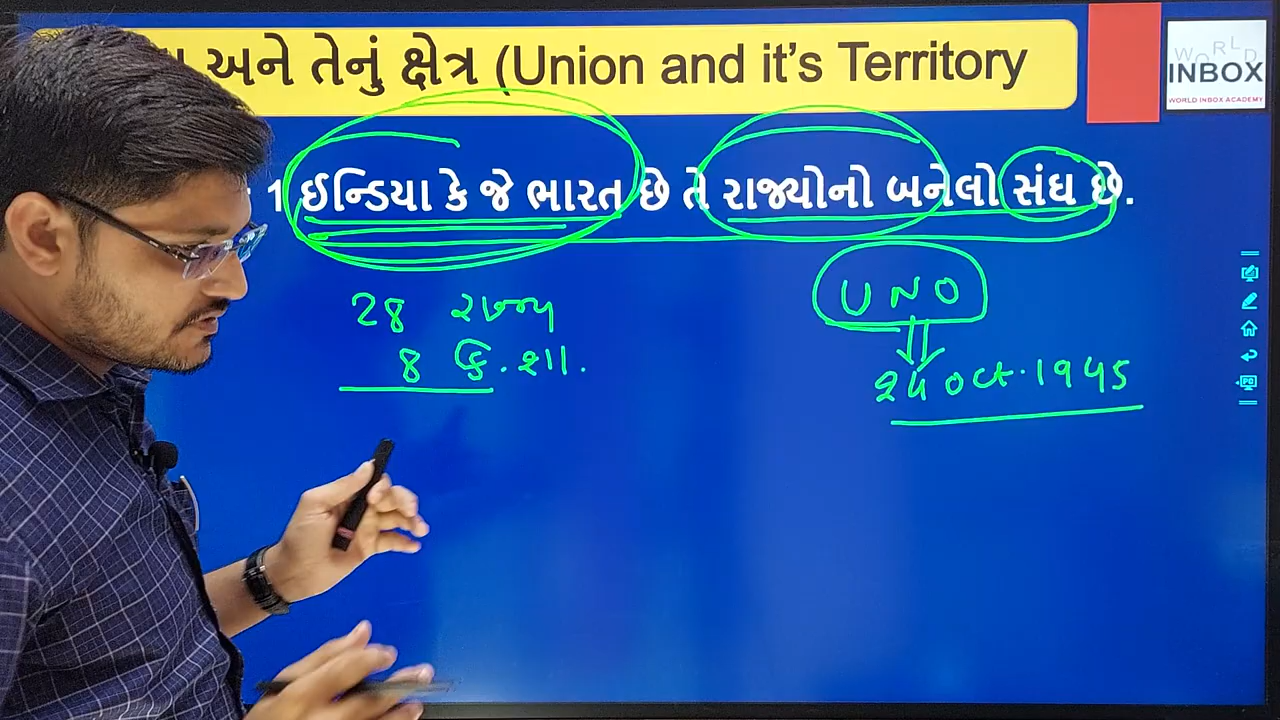 અને તેનું ક્ષેત્ર (Union and it's Territory
WORLD
INBOX
WORLD INBOX ACADEMY
1 ઈન્ડિયા કે જે ભારત છે તે રાજ્યોનો બનેલો સંઘ છે.
28 રાજ્ય
8 કે.શા.
UNO
24 Oct. 1945